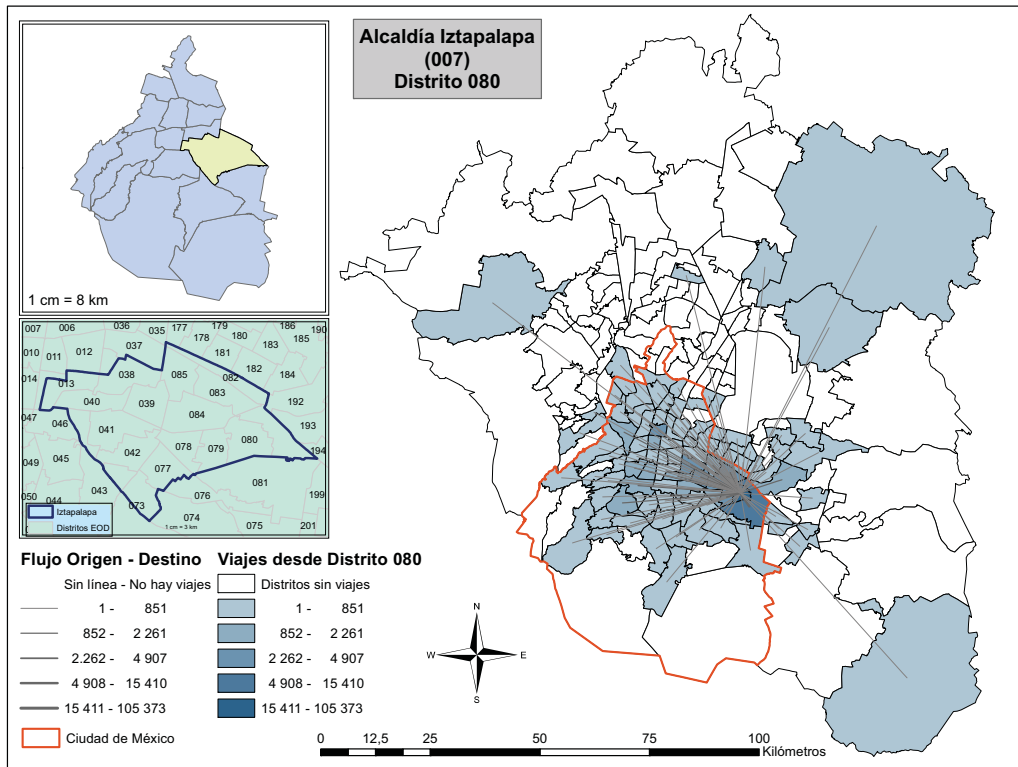 Alcaldía Iztapalapa
(007)
Distrito 080
1 cm = 8 km
007 006 036 035 177 179 180 186 190
178 183 185
010 011 012 037 181
014 013 038 085 082 182 184
083
040 039 192
047 046 084
041 193
080
042 078 079 194
049 045 077
081
043 076 199
050 044 073 074
075 201
Iztapalapa
Distritos EOD
1 cm = 3 km
Flujo Origen - Destino
Sin línea - No hay viajes
1 - 851
852 - 2 261
2.262 - 4 907
4 908 - 15 410
15 411 - 105 373
Ciudad de México
Viajes desde Distrito 080
Distritos sin viajes
1 - 851
852 - 2 261
2 262 - 4 907
4 908 - 15 410
15 411 - 105 373
N
W E
S
0 12,5 25 50 75 100
Kilómetros